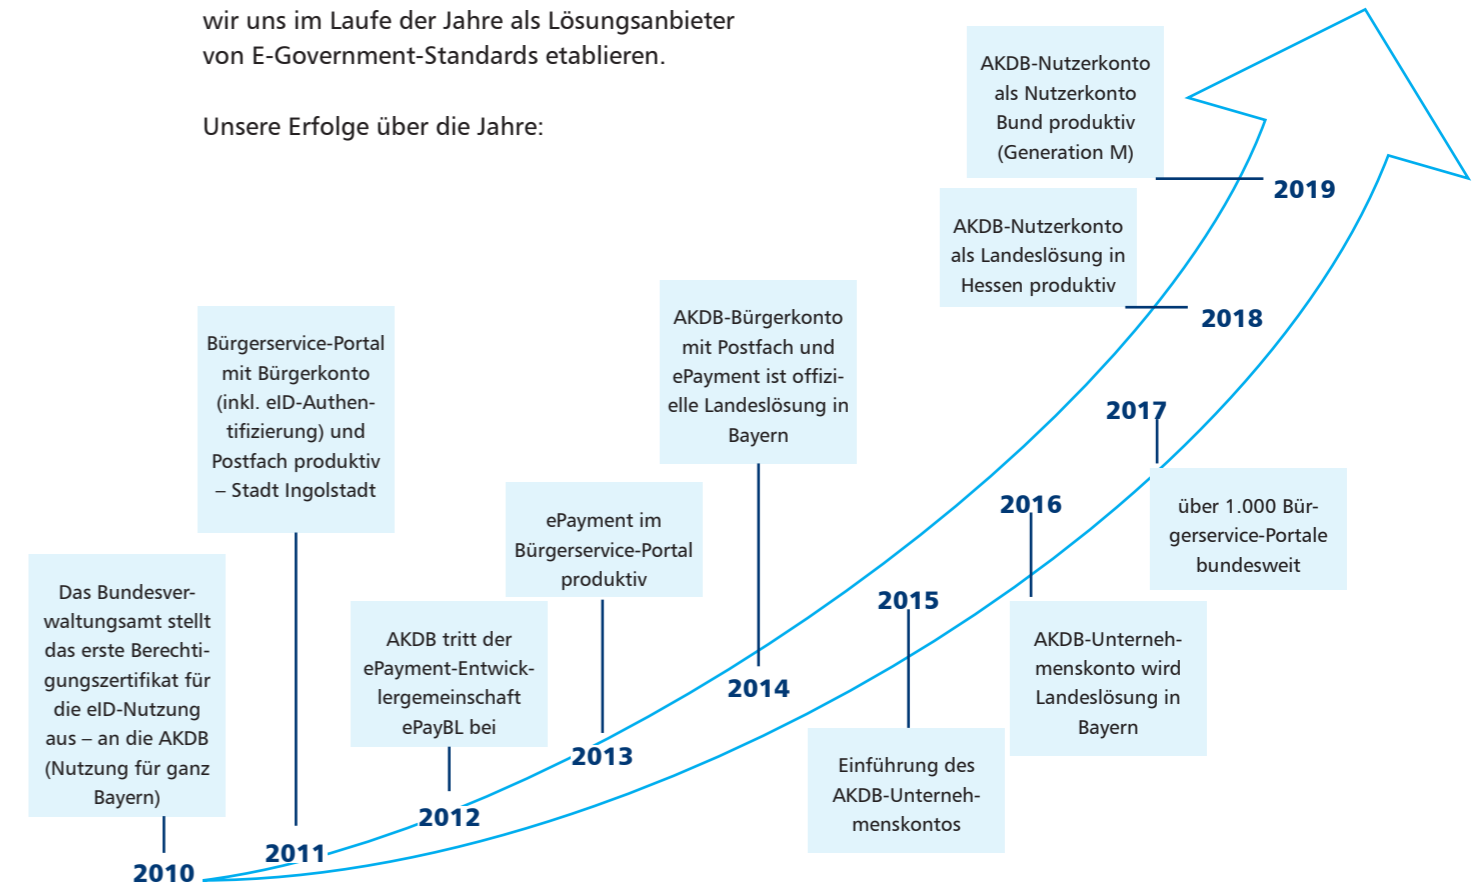 wir uns im Laufe der Jahre als Lösungsanbieter
von E-Government-Standards etablieren.
Unsere Erfolge über die Jahre:
Das Bundesver-
waltungsamt stellt
das erste Berechti-
gungszertifikat für
die eID-Nutzung
aus – an die AKDB
(Nutzung für ganz
Bayern)
2010
Bürgerservice-Portal
mit Bürgerkonto
(inkl. eID-Authen-
tifizierung) und
Postfach produktiv
– Stadt Ingolstadt
2011
AKDB tritt der
ePayment-Entwick-
lergemeinschaft
ePayBL bei
2012
ePayment im
Bürgerservice-Portal
produktiv
2013
AKDB-Bürgerkonto
mit Postfach und
ePayment ist offizi-
elle Landeslösung in
Bayern
2014
2015
Einführung des
AKDB-Unterneh-
menskontos
2016
AKDB-Unterneh-
menskonto wird
Landeslösung in
Bayern
2017
über 1.000 Bür-
gerservice-Portale
bundesweit
AKDB-Nutzerkonto
als Landeslösung in
Hessen produktiv
2018
AKDB-Nutzerkonto
als Nutzerkonto
Bund produktiv
(Generation M)
2019